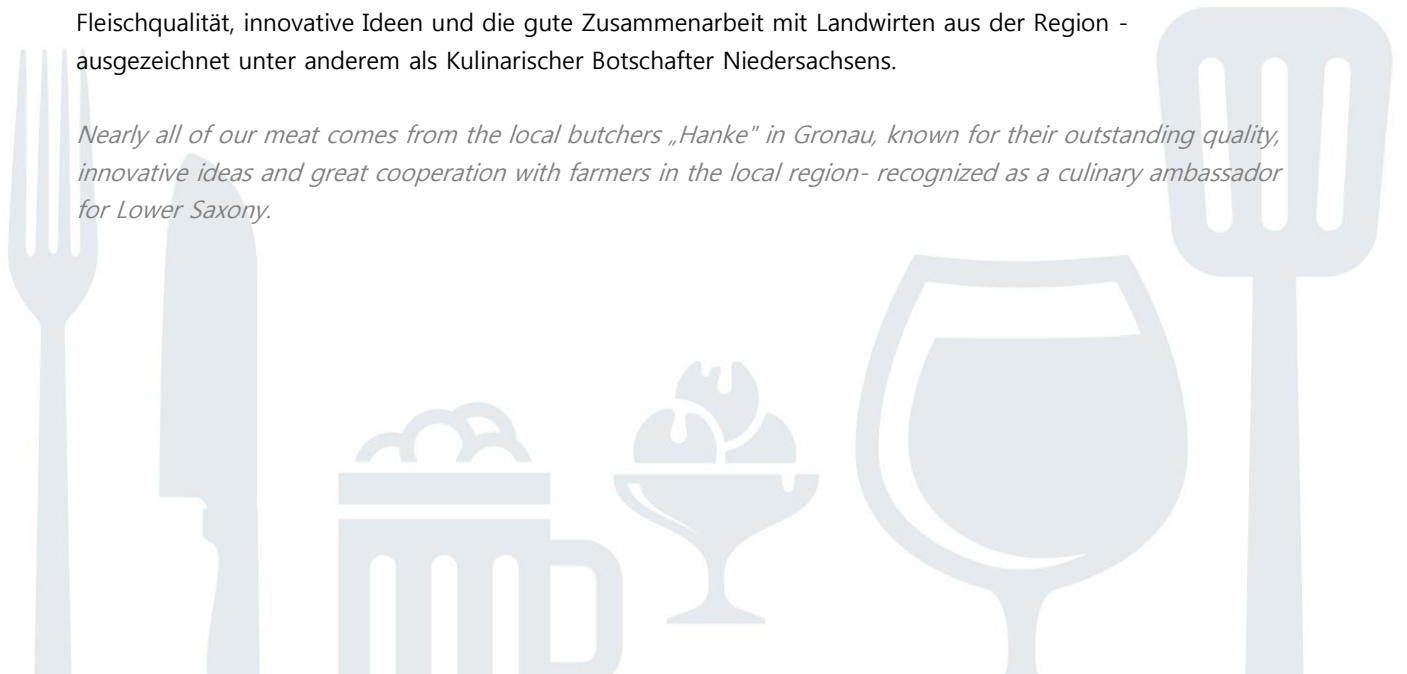 Fleischqualität, innovative Ideen und die gute Zusammenarbeit mit Landwirten aus der Region -
ausgezeichnet unter anderem als Kulinarischer Botschafter Niedersachsens.
Nearly all of our meat comes from the local butchers „Hanke" in Gronau, known for their outstanding quality,
innovative ideas and great cooperation with farmers in the local region- recognized as a culinary ambassador
for Lower Saxony.